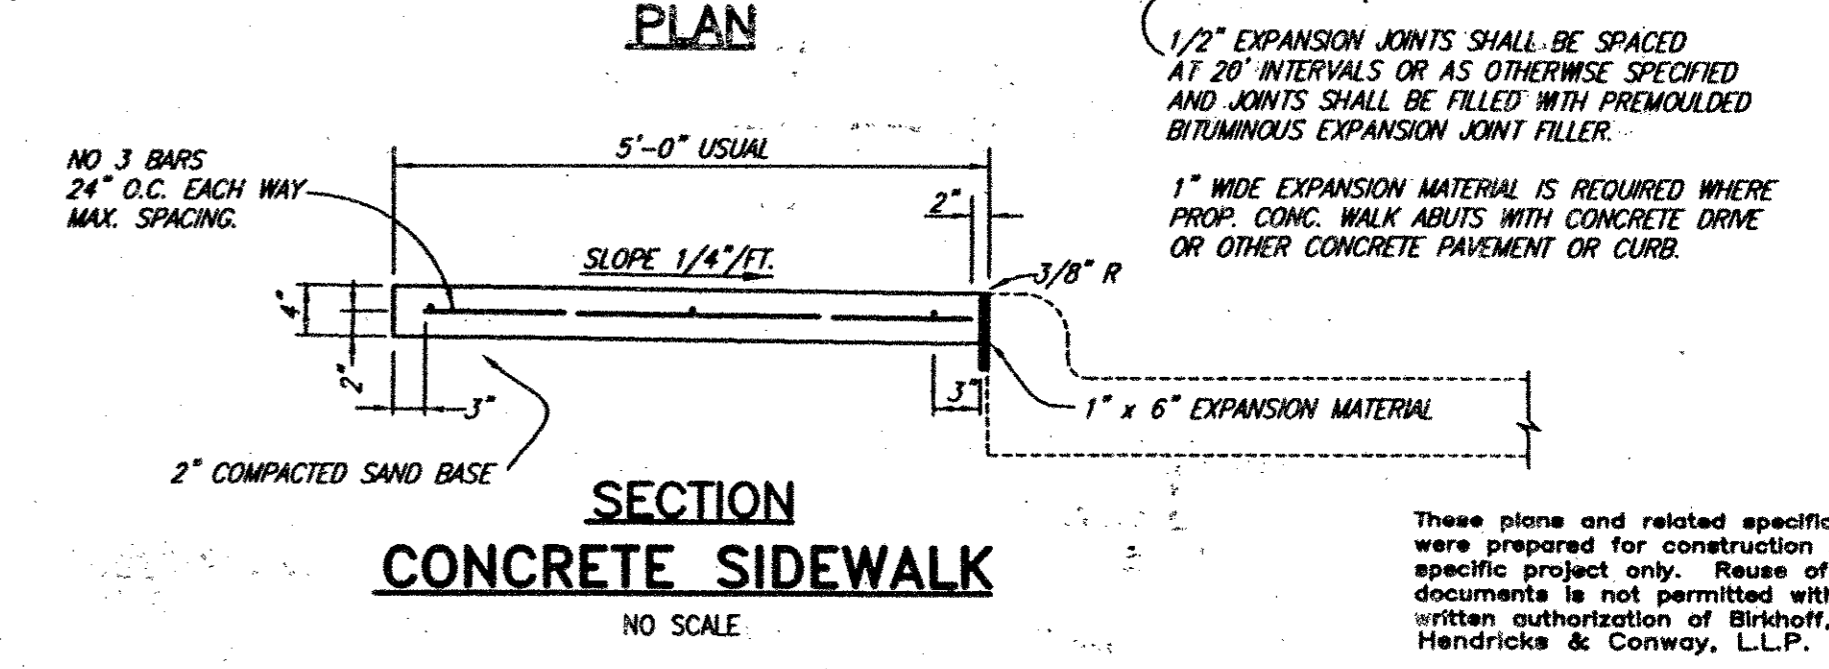 PLAN
1/2" EXPANSION JOINTS SHALL BE SPACED
AT 20' INTERVALS OR AS OTHERWISE SPECIFIED
AND JOINTS SHALL BE FILLED WITH PREMOULDED
BITUMINOUS EXPANSION JOINT FILLER.
1" WIDE EXPANSION MATERIAL IS REQUIRED WHERE
PROP. CONC. WALK ABUTS WITH CONCRETE DRIVE
OR OTHER CONCRETE PAVEMENT OR CURB.
NO 3 BARS
24" O.C. EACH WAY
MAX. SPACING.
5'-0" USUAL
2"
SLOPE 1/4"/FT.
3/8" R
4"
2"
3"
3"
1" x 6" EXPANSION MATERIAL
2" COMPACTED SAND BASE
SECTION
CONCRETE SIDEWALK
NO SCALE
These plans and related specific
were prepared for construction
specific project only. Reuse of
documents is not permitted with
written authorization of Birkhoff,
Hendricks & Conway, L.L.P.